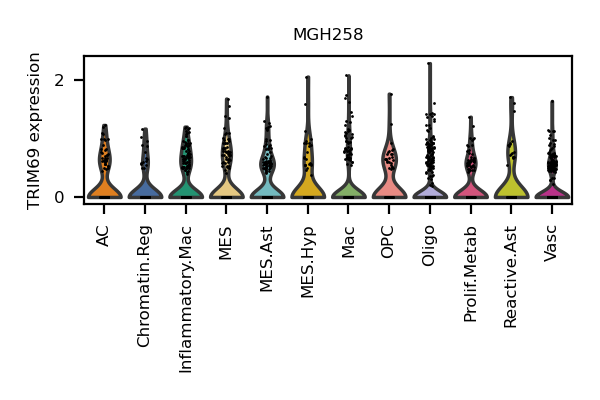 MGH258
TRIM69 expression
2
0
AC
Chromatin.Reg
Inflammatory.Mac
MES
MES.Ast
MES.Hyp
Mac
OPC
Oligo
Prolif.Metab
Reactive.Ast
Vasc